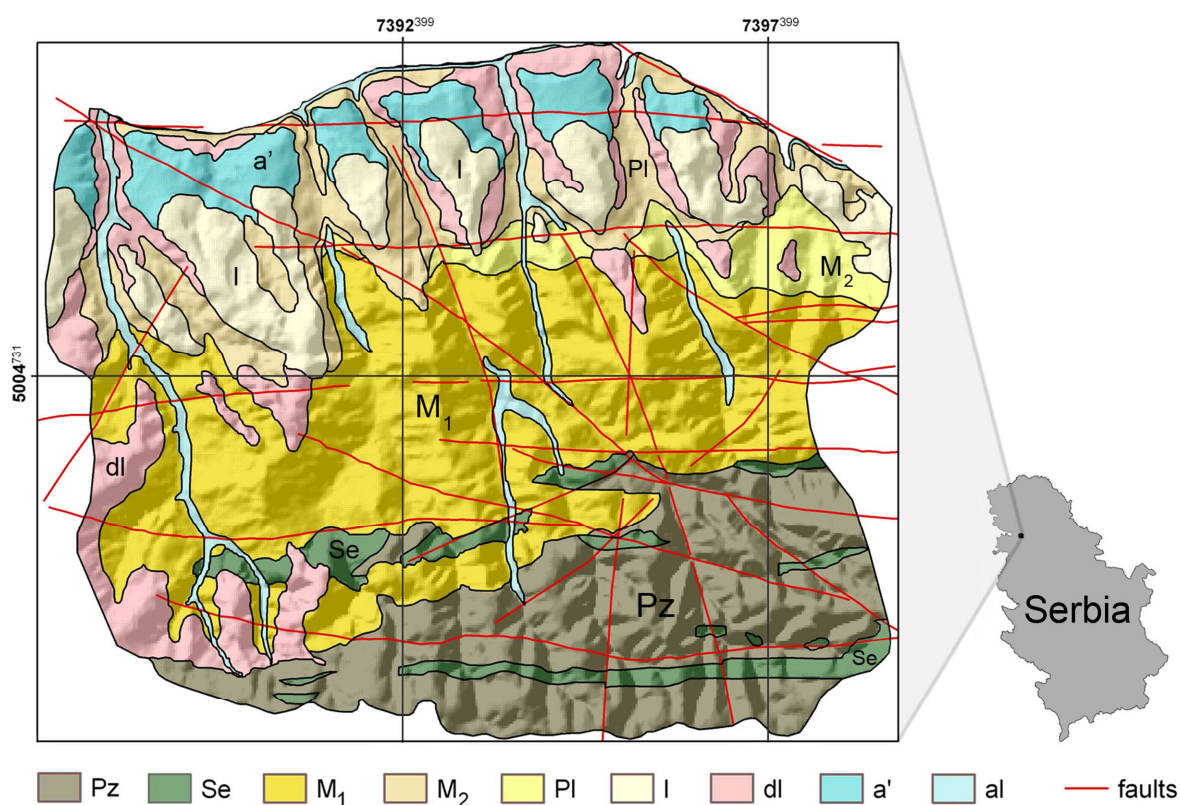 7392³⁹⁹ 7397³⁹⁹
a'
l
Pl
l
M₂
5004⁷³¹
M₁
dl
Se
Pz
Se
Serbia
Pz Se M₁ M₂ Pl l dl a' al faults